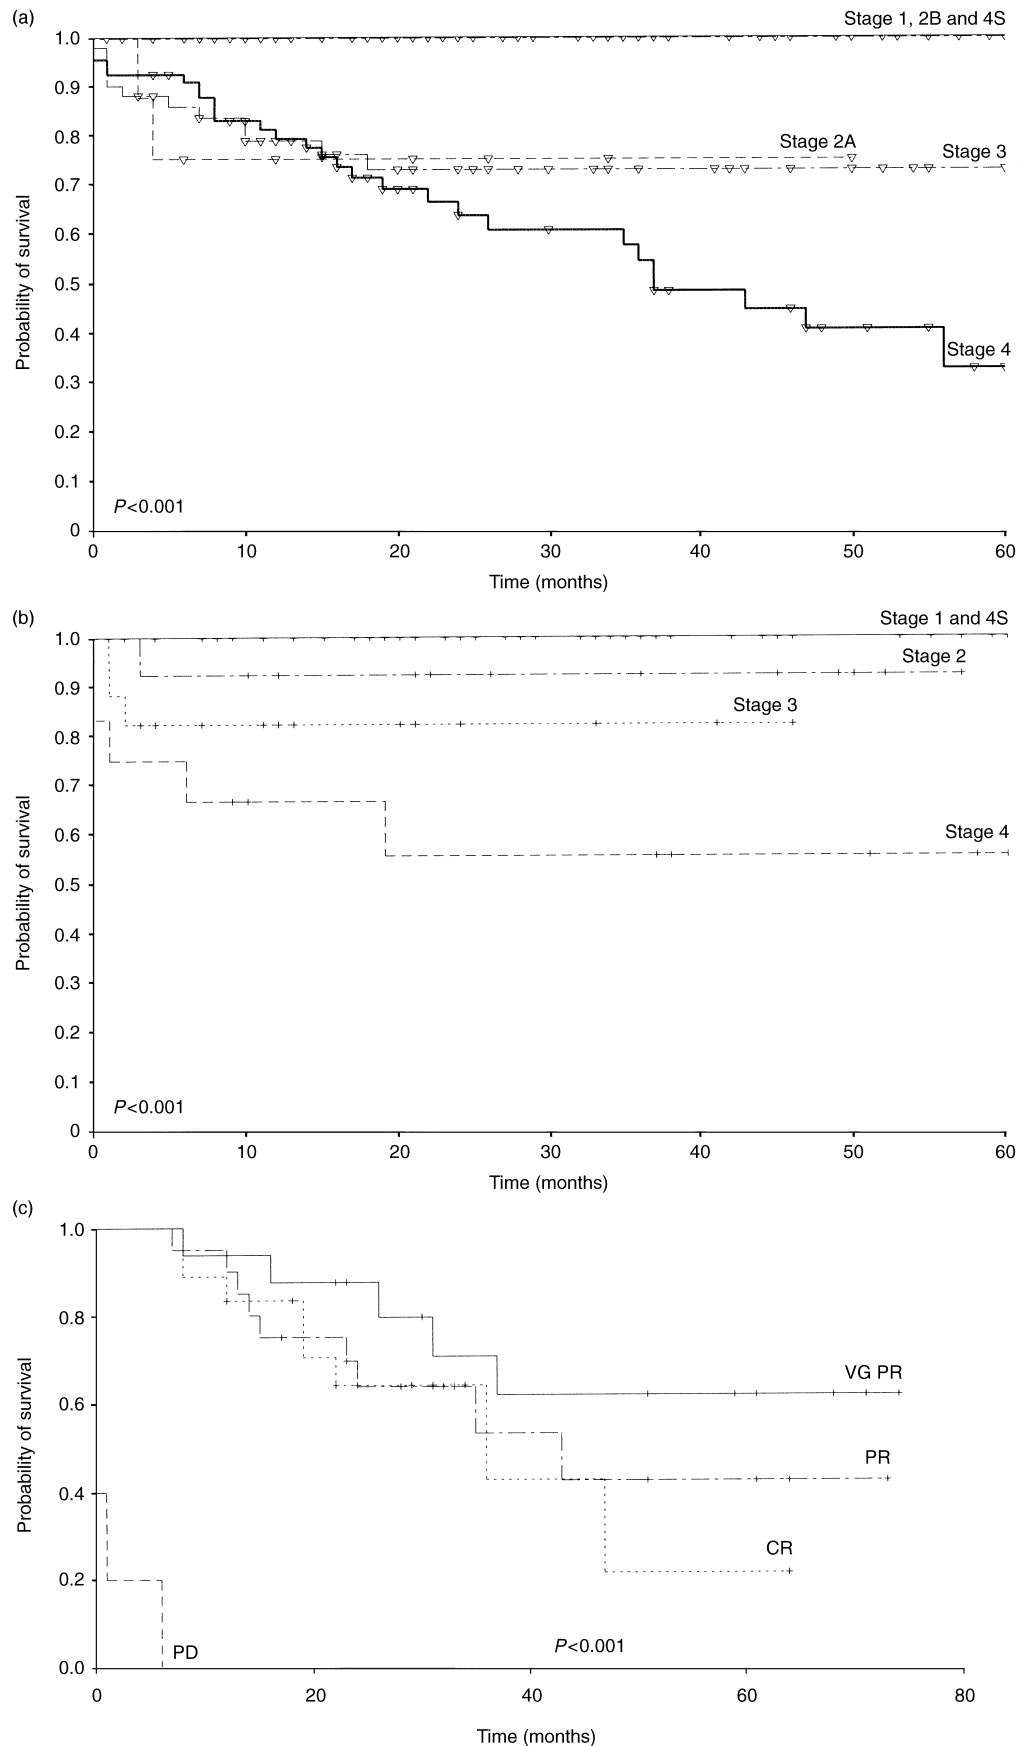 (a)
Stage 1, 2B and 4S
1.0
0.9
0.8
Stage 2A
Stage 3
0.7
0.6
0.5
0.4
Stage 4
0.3
0.2
0.1
P<0.001
0
Probability of survival
0 10 20 30 40 50 60
Time (months)
(b)
Stage 1 and 4S
1.0
Stage 2
0.9
Stage 3
0.8
0.7
0.6
Stage 4
0.5
0.4
0.3
0.2
0.1
P<0.001
0
Probability of survival
0 10 20 30 40 50 60
Time (months)
(c)
1.0
0.8
VG PR
0.6
PR
0.4
CR
0.2
P<0.001
PD
0.0
Probability of survival
0 20 40 60 80
Time (months)